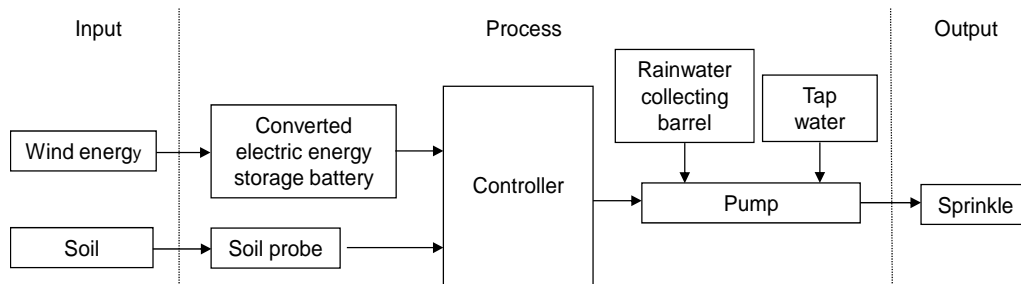 Input
Process
Output
Wind energy
Converted
electric energy
storage battery
Controller
Rainwater
collecting
barrel
Tap
water
Pump
Sprinkle
Soil
Soil probe